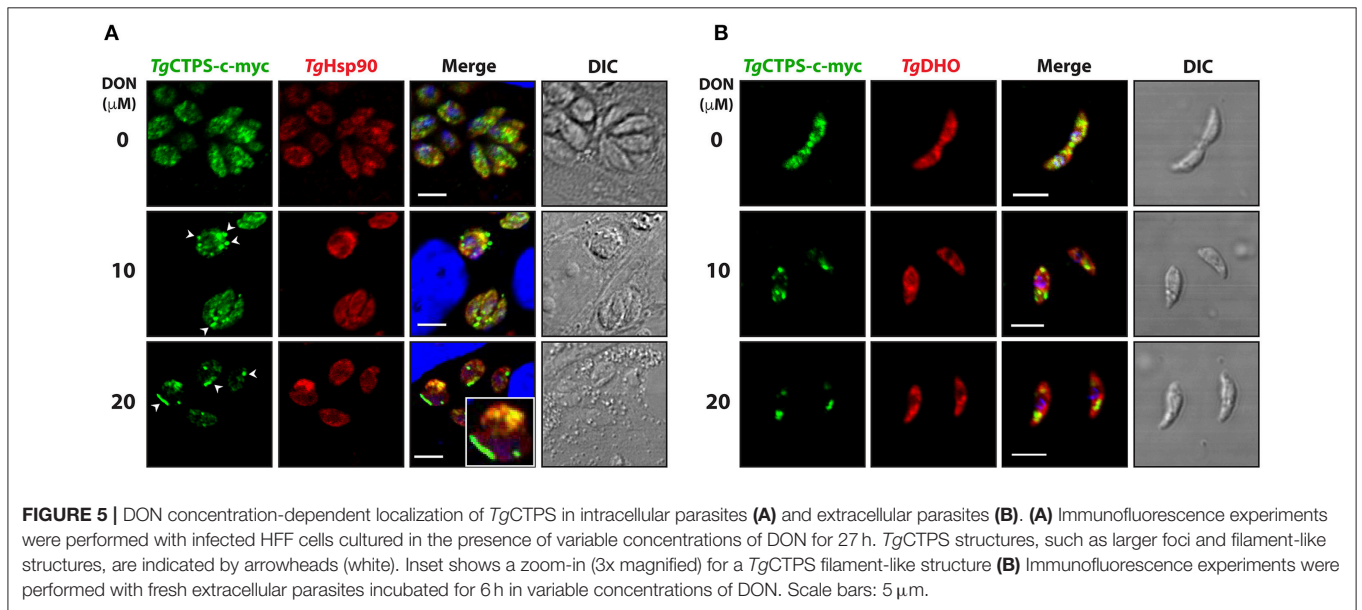 A
B
TgCTPS-c-myc TgHsp90 Merge DIC
TgCTPS-c-myc TgDHO Merge DIC
DON
(μM)
DON
(μM)
0
0
10
10
20
20
FIGURE 5 | DON concentration-dependent localization of TgCTPS in intracellular parasites (A) and extracellular parasites (B). (A) Immunofluorescence experiments
were performed with infected HFF cells cultured in the presence of variable concentrations of DON for 27 h. TgCTPS structures, such as larger foci and filament-like
structures, are indicated by arrowheads (white). Inset shows a zoom-in (3x magnified) for a TgCTPS filament-like structure (B) Immunofluorescence experiments were
performed with fresh extracellular parasites incubated for 6 h in variable concentrations of DON. Scale bars: 5 μm.